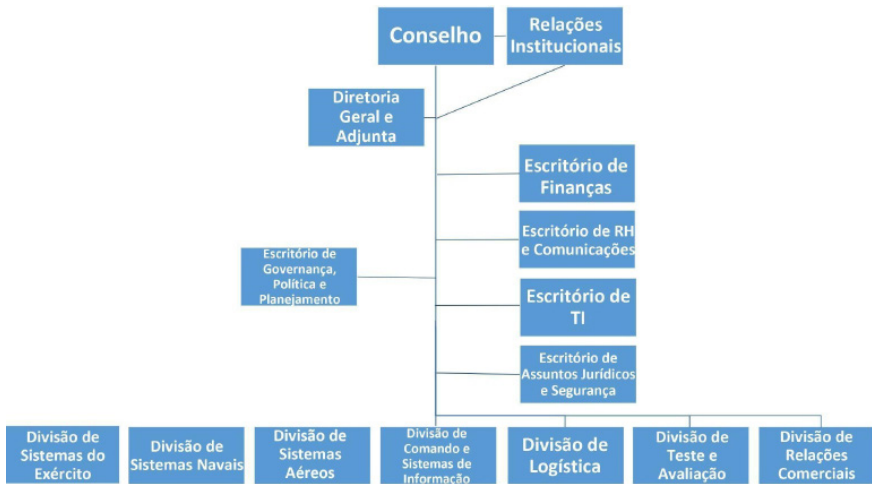 Conselho
Relações
Institucionais
Diretoria
Geral e
Adjunta
Escritório de
Finanças
Escritório de RH
e Comunicações
Escritório de
Governança,
Política e
Planejamento
Escritório de
TI
Escritório de
Assuntos Jurídicos
e Segurança
Divisão de
Sistemas do
Exército
Divisão de
Sistemas Navais
Divisão de
Sistemas
Aéreos
Divisão de
Comando e
Sistemas de
Informação
Divisão de
Logística
Divisão de
Teste e
Avaliação
Divisão de
Relações
Comerciais